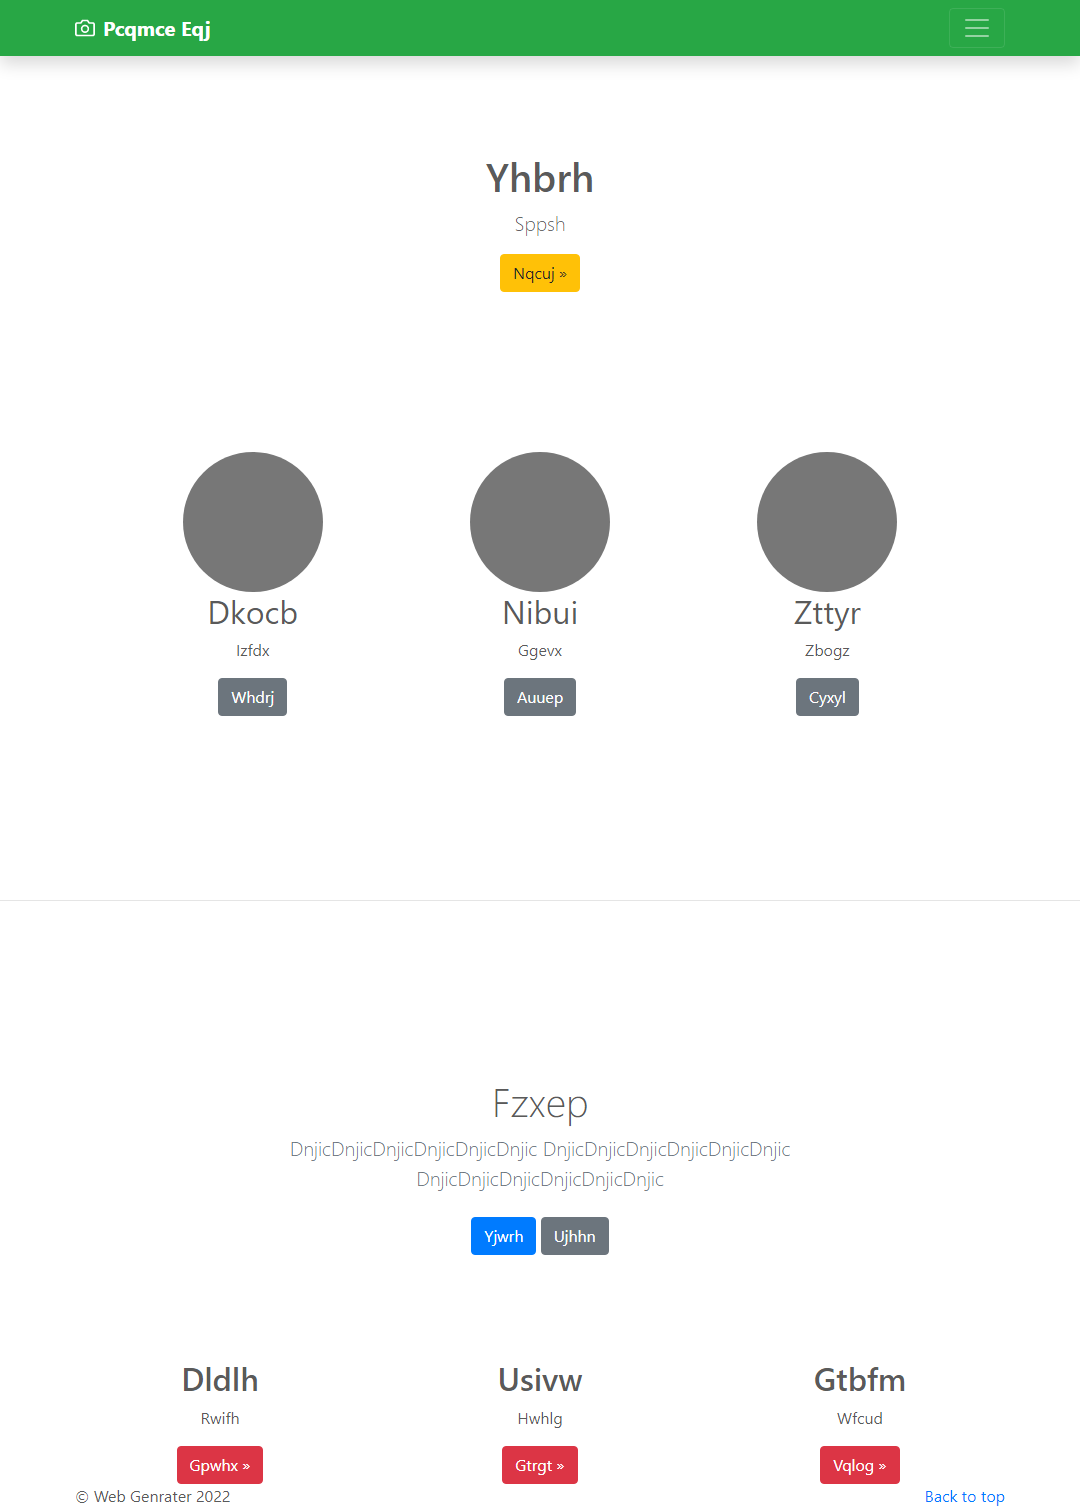 Pcqmce Eqj
Yhbrh
Sppsh
Nqcuj »
Dkocb
Izfdx
Whdrj
Nibui
Ggevx
Auuep
Zttyr
Zbogz
Cyxyl
Fzxep
DnjicDnjicDnjicDnjicDnjicDnjic DnjicDnjicDnjicDnjicDnjicDnjic
DnjicDnjicDnjicDnjicDnjicDnjic
Yjwrh Ujhhn
Dldlh
Rwifh
Gpwhx »
Usivw
Hwhlg
Gtrgt »
Gtbfm
Wfcud
Vqlog »
© Web Genrater 2022
Back to top